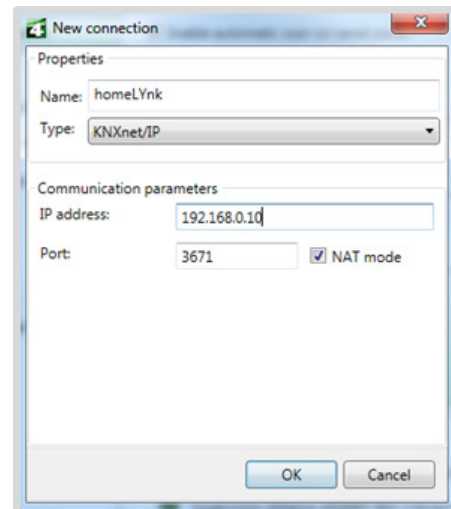 New connection
Properties
Name: homeLYnk
Type: KNXnet/IP
Communication parameters
IP address: 192.168.0.10
Port: 3671 NAT mode
OK Cancel